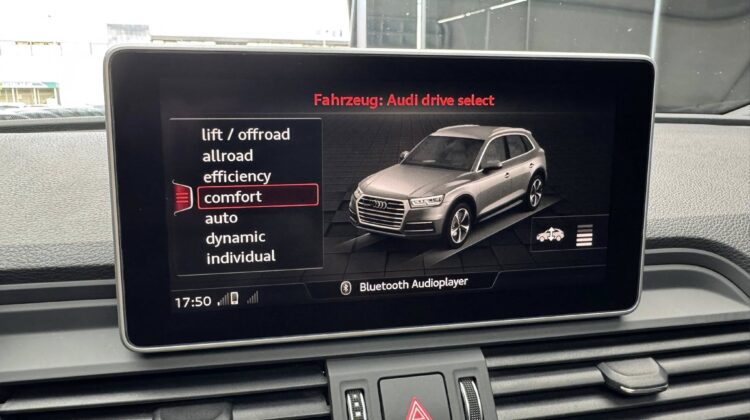 Fahrzeug: Audi drive select
lift / offroad
allroad
efficiency
comfort
auto
dynamic
individual
Bluetooth Audioplayer
17:50